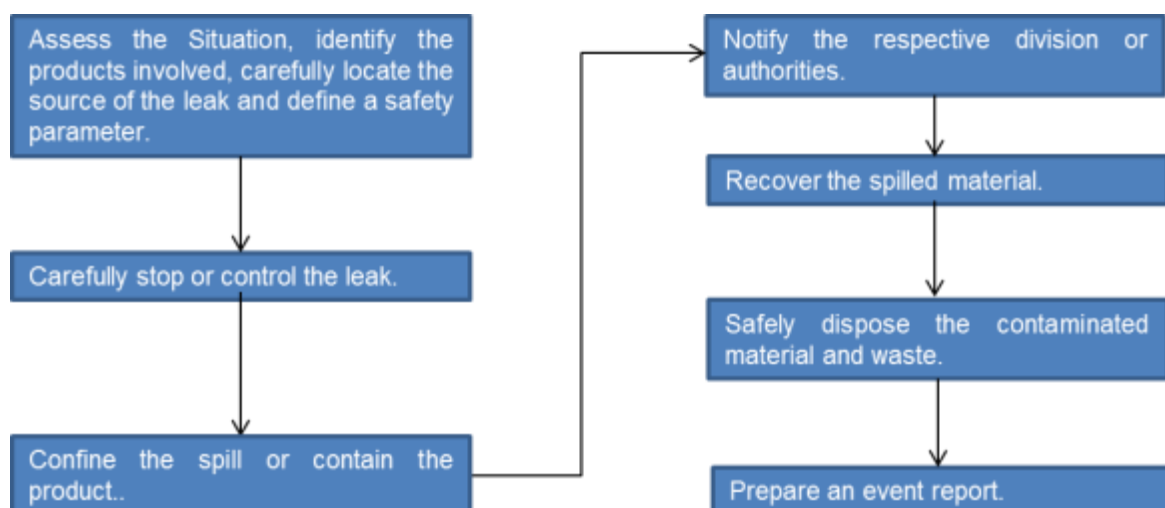 Assess the Situation, identify the
products involved, carefully locate the
source of the leak and define a safety
parameter.
Carefully stop or control the leak.
Confine the spill or contain the
product..
Notify the respective division or
authorities.
Recover the spilled material.
Safely dispose the contaminated
material and waste.
Prepare an event report.